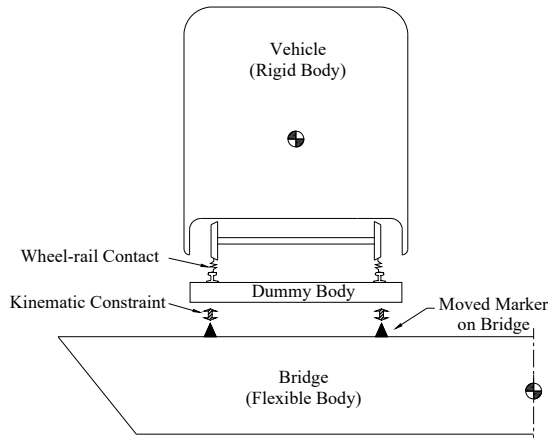 Vehicle
(Rigid Body)
Wheel-rail Contact
Dummy Body
Kinematic Constraint
Moved Marker
on Bridge
Bridge
(Flexible Body)